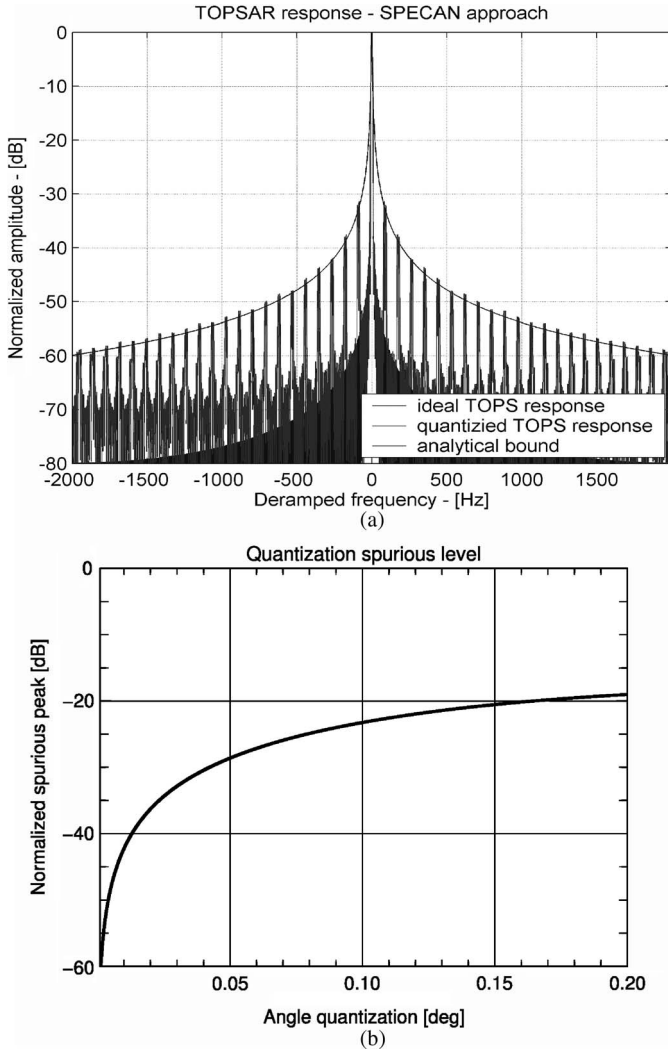 TOPSAR response - SPECAN approach
0
-10
-20
-30
-40
-50
-60
-70
-80
Normalized amplitude - [dB]
ideal TOPS response
quantizied TOPS response
analytical bound
-2000 -1500 -1000 -500 0 500 1000 1500
Deramped frequency - [Hz]
(a)
Quantization spurious level
0
-20
-40
-60
Normalized spurious peak [dB]
0.05 0.10 0.15 0.20
Angle quantization [deg]
(b)